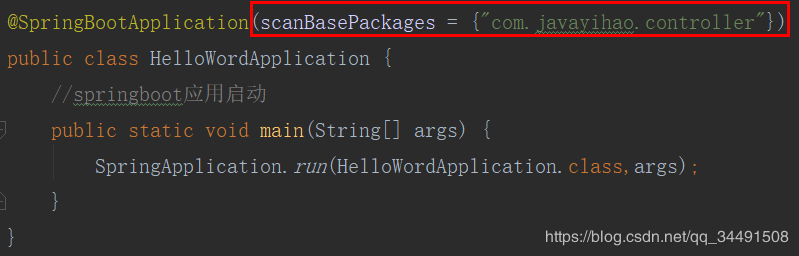 @SpringBootApplication(scanBasePackages = {"com.javayihao.controller"})
public class HelloWordApplication {
//springboot应用启动
public static void main(String[] args) {
SpringApplication.run(HelloWordApplication.class,args);
}
}
https://blog.csdn.net/qq_34491508